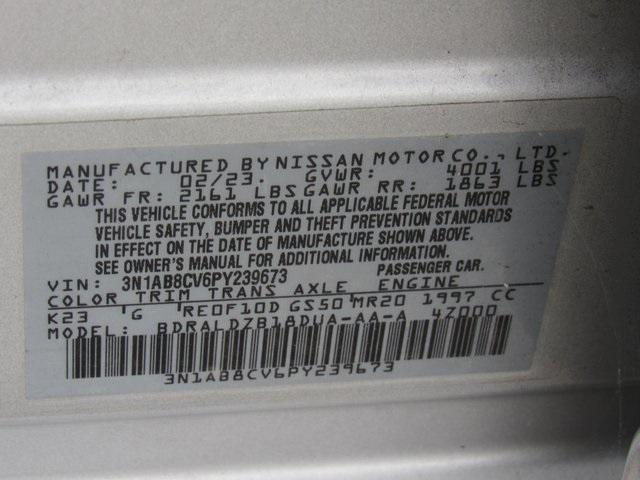 MANUFACTURED BY NISSAN MOTOR CO., LTD.
DATE: 02/23. GVWR: 4001 LBS
GAWR FR: 2161 LBS GAWR RR: 1863 LBS
THIS VEHICLE CONFORMS TO ALL APPLICABLE FEDERAL MOTOR
VEHICLE SAFETY, BUMPER AND THEFT PREVENTION STANDARDS
IN EFFECT ON THE DATE OF MANUFACTURE SHOWN ABOVE.
SEE OWNER'S MANUAL FOR ADDITIONAL INFORMATION.
VIN: 3N1AB8CV6PY239673 PASSENGER CAR.
COLOR TRIM TRANS AXLE ENGINE
K23 'G 'RE0F10D GS50 MR20 1997 CC
MODEL: BDRALDZB18DUA-AA-A 4Z000
3N1AB8CV6PY239673